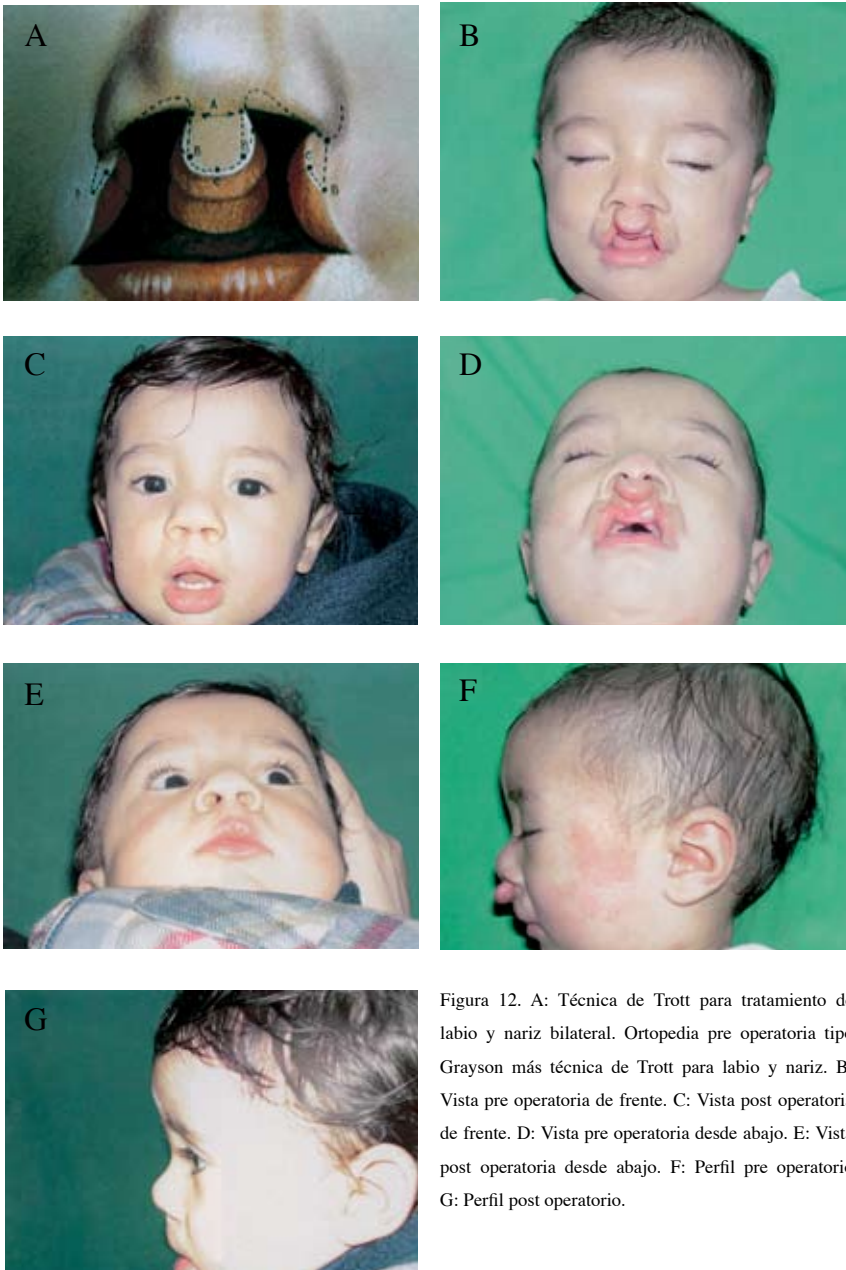 A
B
C
D
E
F
G
Figura 12. A: Técnica de Trott para tratamiento de
labio y nariz bilateral. Ortopedia pre operatoria tipo
Grayson más técnica de Trott para labio y nariz. B:
Vista pre operatoria de frente. C: Vista post operatoria
de frente. D: Vista pre operatoria desde abajo. E: Vista
post operatoria desde abajo. F: Perfil pre operatorio
G: Perfil post operatorio.